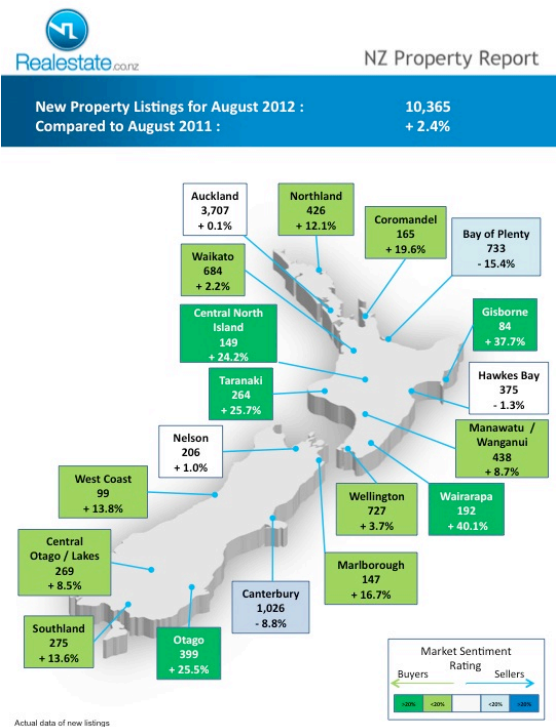 Realestate.co.nz
NZ Property Report
New Property Listings for August 2012 : 10,365
Compared to August 2011 : + 2.4%
Auckland
3,707
+ 0.1%
Northland
426
+ 12.1%
Coromandel
165
+ 19.6%
Bay of Plenty
733
- 15.4%
Waikato
684
+ 2.2%
Central North
Island
149
+ 24.2%
Gisborne
84
+ 37.7%
Taranaki
264
+ 25.7%
Hawkes Bay
375
- 1.3%
Manawatu /
Wanganui
438
+ 8.7%
Nelson
206
+ 1.0%
West Coast
99
+ 13.8%
Wellington
727
+ 3.7%
Wairarapa
192
+ 40.1%
Central
Otago / Lakes
269
+ 8.5%
Marlborough
147
+ 16.7%
Canterbury
1,026
- 8.8%
Southland
275
+ 13.6%
Otago
399
+ 25.5%
Market Sentiment
Rating
Buyers Sellers
<20% <20%
Actual data of new listings